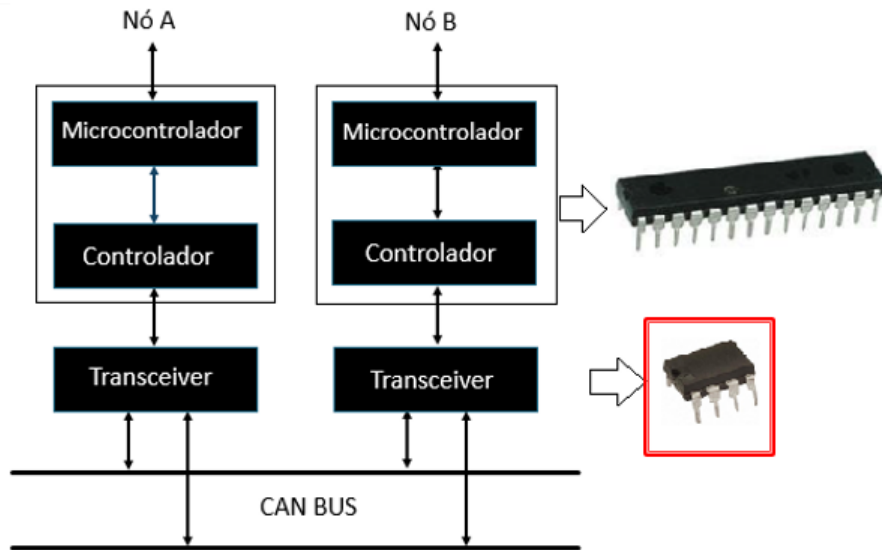 Nó A
Nó B
Microcontrolador
Microcontrolador
Controlador
Controlador
Transceiver
Transceiver
CAN BUS